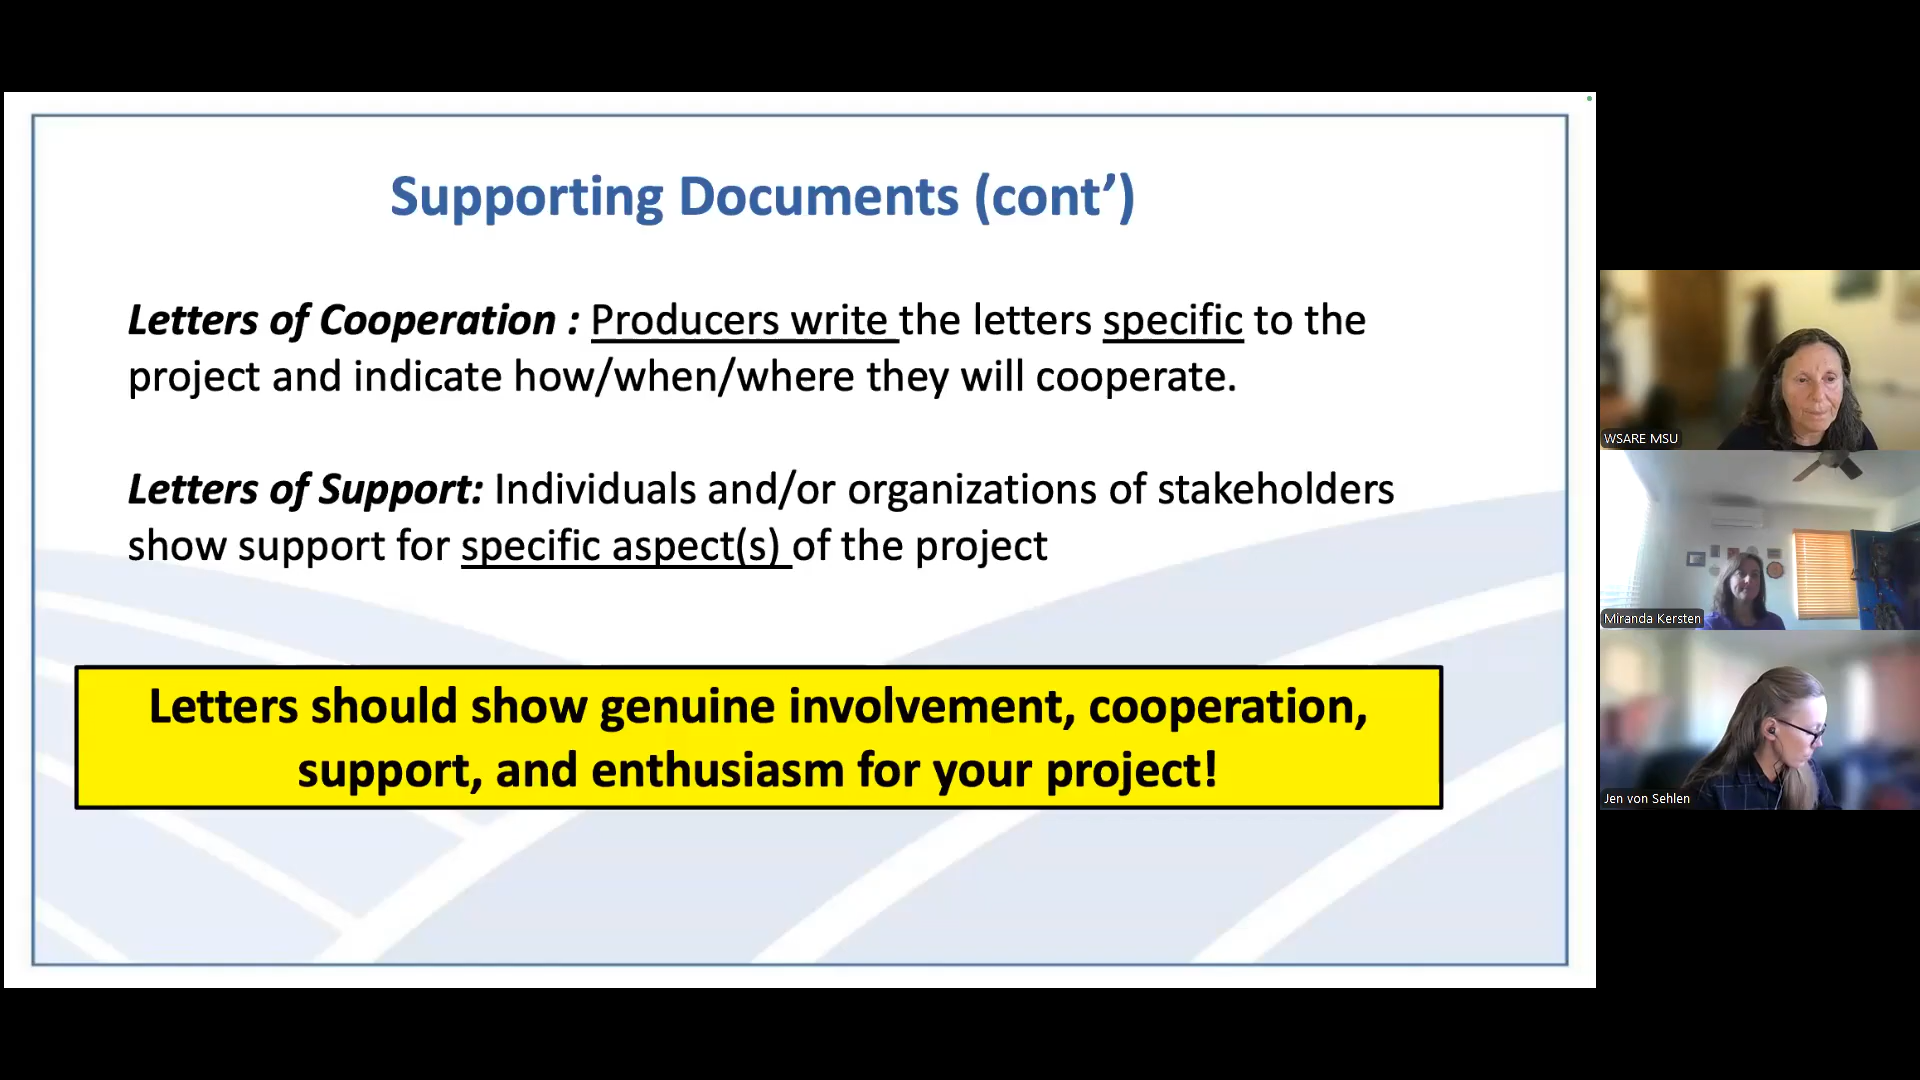 Supporting Documents (cont’)
Letters of Cooperation : Producers write the letters specific to the
project and indicate how/when/where they will cooperate.
Letters of Support: Individuals and/or organizations of stakeholders
show support for specific aspect(s) of the project
Letters should show genuine involvement, cooperation,
support, and enthusiasm for your project!
WSARE MSU
Miranda Kersten
Jen von Sehlen